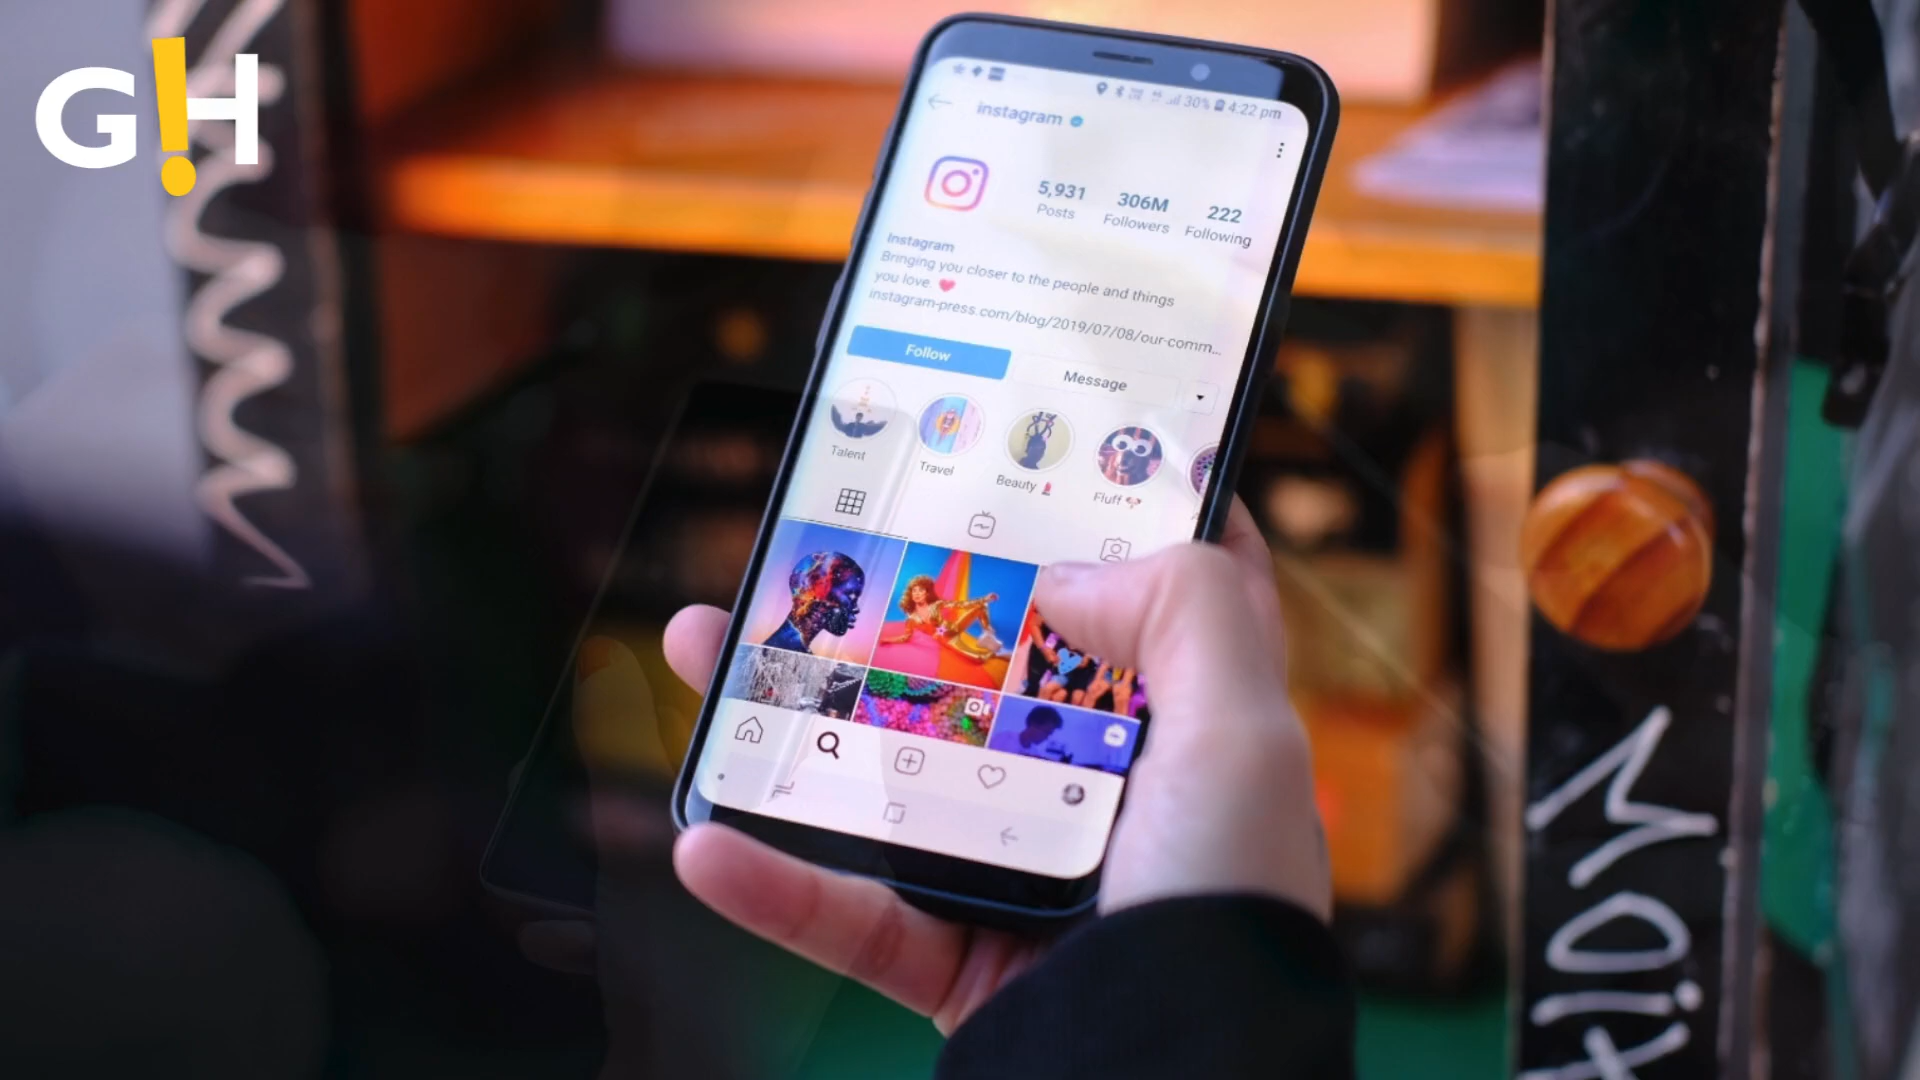 G!H
30% 4:22 pm
instagram
5,931 306M 222
Posts Followers Following
Instagram
Bringing you closer to the people and things
you love. ❤️
instagram-press.com/blog/2019/07/08/our-comm...
Follow Message
Talent Travel Beauty 💄 Fluff 🐶